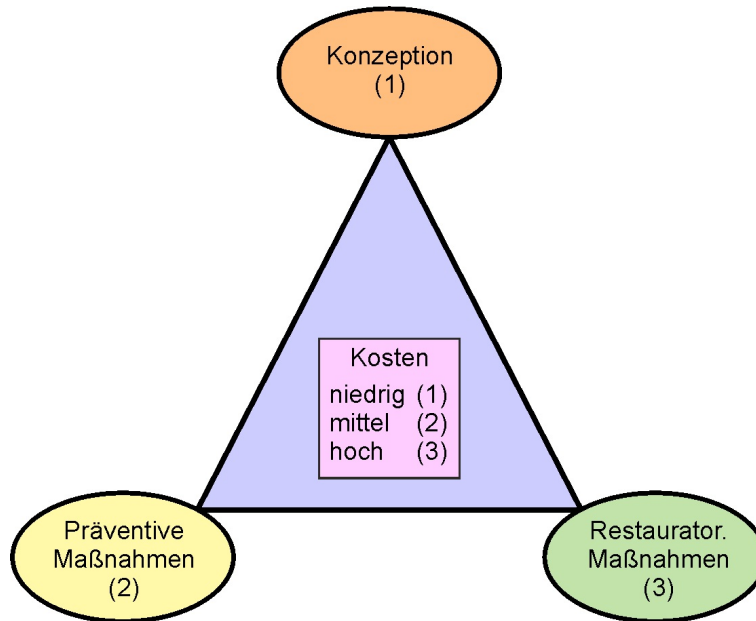 Konzeption
(1)
Kosten
niedrig (1)
mittel (2)
hoch (3)
Präventive
Maßnahmen
(2)
Restaurator.
Maßnahmen
(3)